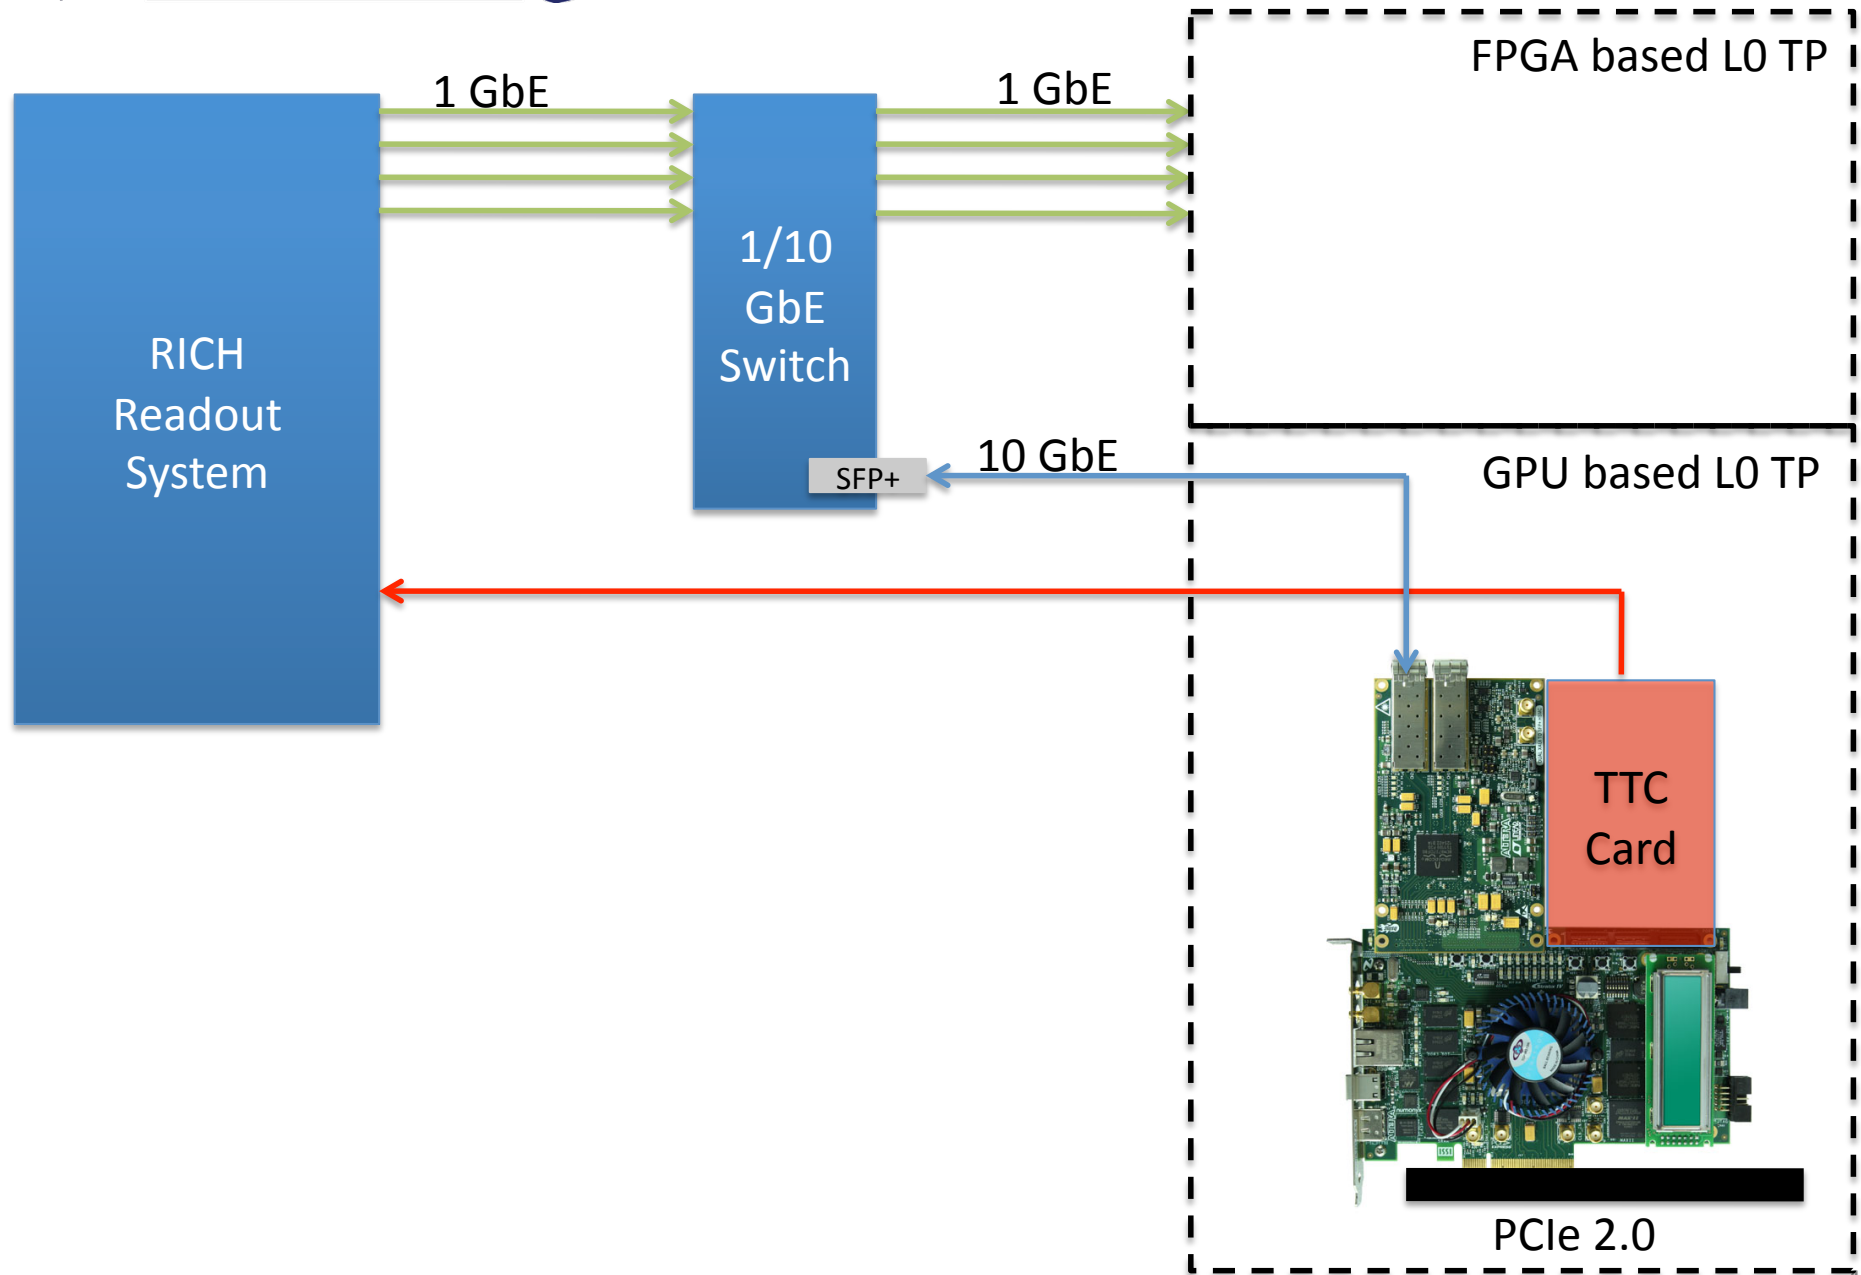 FPGA based L0 TP
1 GbE
1 GbE
1/10
GbE
Switch
RICH
Readout
System
SFP+
10 GbE
GPU based L0 TP
TTC
Card
PCIe 2.0